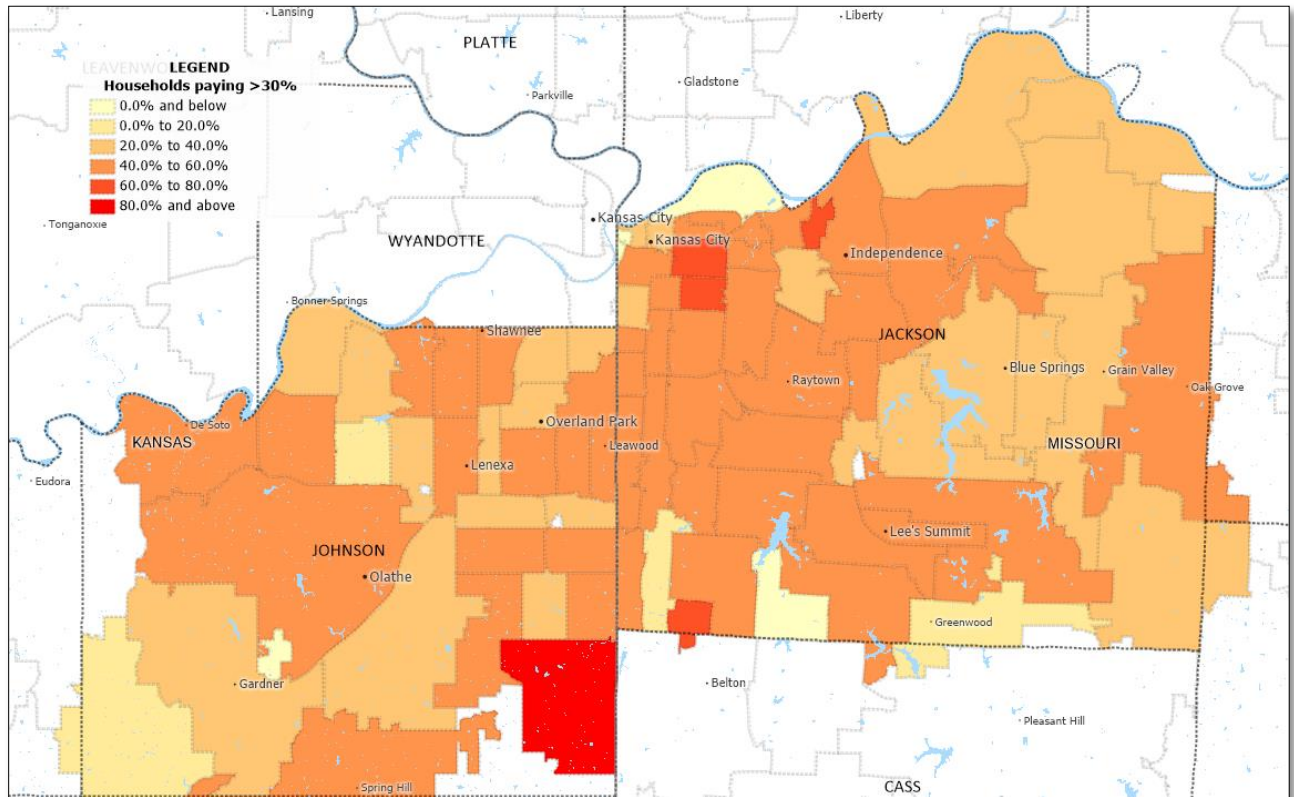 Lansing
Liberty
PLATTE
LEAVENWO
LEGEND
Households paying >30%
0.0% and below
0.0% to 20.0%
20.0% to 40.0%
40.0% to 60.0%
60.0% to 80.0%
80.0% and above
Gladstone
Parkville
Tonganoxie
Kansas City
WYANDOTTE
Kansas City
Independence
Bonner Springs
Shawnee
JACKSON
Blue Springs
Grain Valley
Raytown
Oak Grove
De Soto
Overland Park
KANSAS
Leawood
MISSOURI
Lenexa
Eudora
Lee's Summit
JOHNSON
Olathe
Greenwood
Gardner
Belton
Pleasant Hill
Spring Hill
CASS